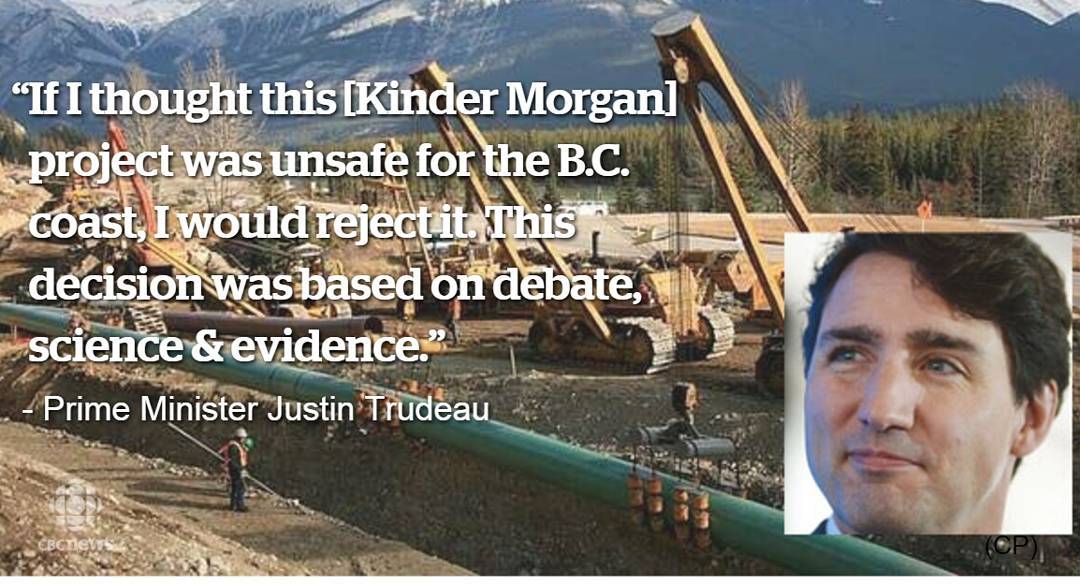 “If I thought this [Kinder Morgan]
project was unsafe for the B.C.
coast, I would reject it. This
decision was based on debate,
science & evidence.”
- Prime Minister Justin Trudeau
cbcnews
(CP)